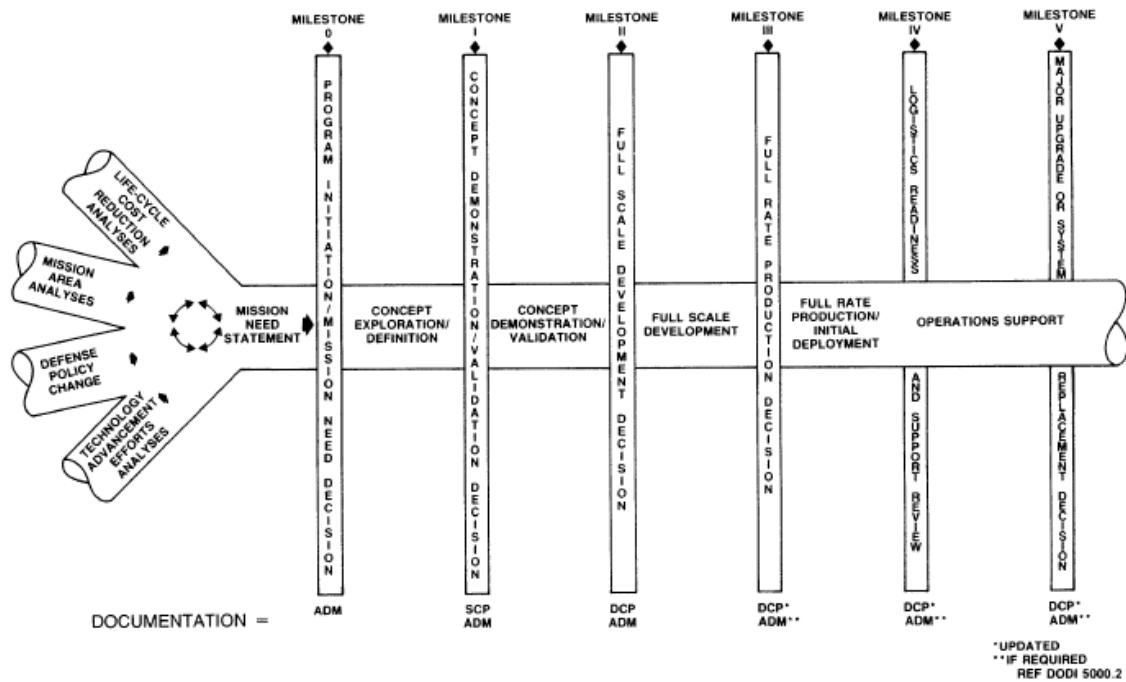 MILESTONE
0
MILESTONE
I
MILESTONE
II
MILESTONE
III
MILESTONE
IV
MILESTONE
V
LIFE-CYCLE
COST
REDUCTION
ANALYSES
MISSION
AREA
ANALYSES
DEFENSE
POLICY
CHANGE
TECHNOLOGY
ADVANCEMENT
EFFORTS
ANALYSES
MISSION
NEED
STATEMENT
PROGRAM INITIATION/MISSION NEED DECISION
CONCEPT
EXPLORATION/
DEFINITION
CONCEPT DEMONSTRATION/VALIDATION DECISION
CONCEPT
DEMONSTRATION/
VALIDATION
FULL SCALE DEVELOPMENT DECISION
FULL SCALE
DEVELOPMENT
FULL RATE PRODUCTION DECISION
FULL RATE
PRODUCTION/
INITIAL
DEPLOYMENT
LOGISTICS READINESS
AND SUPPORT REVIEW
OPERATIONS SUPPORT
MAJOR UPGRADE OR SYSTEM
REPLACEMENT DECISION
DOCUMENTATION =
ADM
SCP
ADM
DCP
ADM
DCP*
ADM**
DCP*
ADM**
DCP*
ADM**
*UPDATED
**IF REQUIRED
REF DODI 5000.2